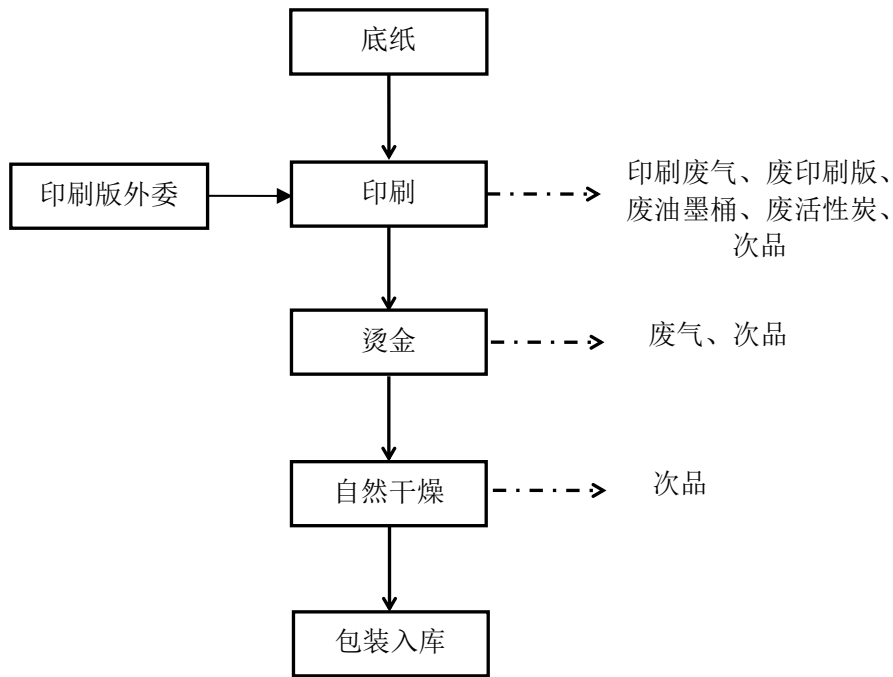 底纸
印刷版外委
印刷
印刷废气、废印刷版、
废油墨桶、废活性炭、
次品
烫金
废气、次品
自然干燥
次品
包装入库